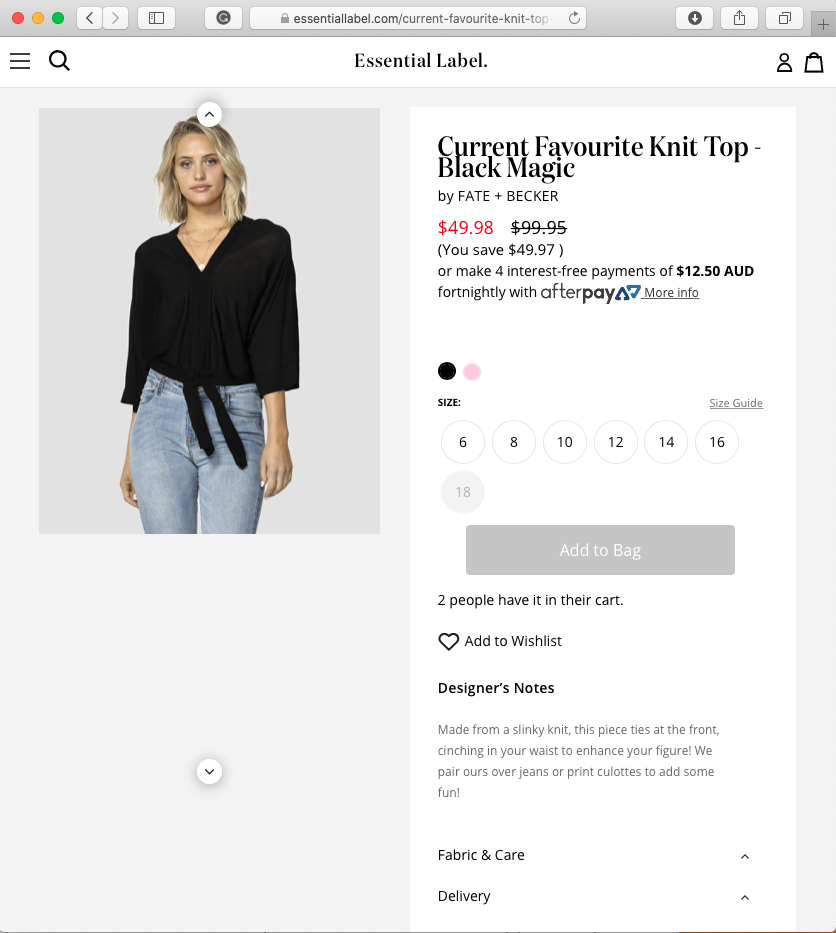 essentiallabel.com/current-favourite-knit-top-
Essential Label.
Current Favourite Knit Top -
Black Magic
by FATE + BECKER
$49.98 $99.95
(You save $49.97 )
or make 4 interest-free payments of $12.50 AUD
fortnightly with afterpay More info
SIZE: Size Guide
6 8 10 12 14 16
18
Add to Bag
2 people have it in their cart.
Add to Wishlist
Designer’s Notes
Made from a slinky knit, this piece ties at the front,
cinching in your waist to enhance your figure! We
pair ours over jeans or print culottes to add some
fun!
Fabric & Care
Delivery